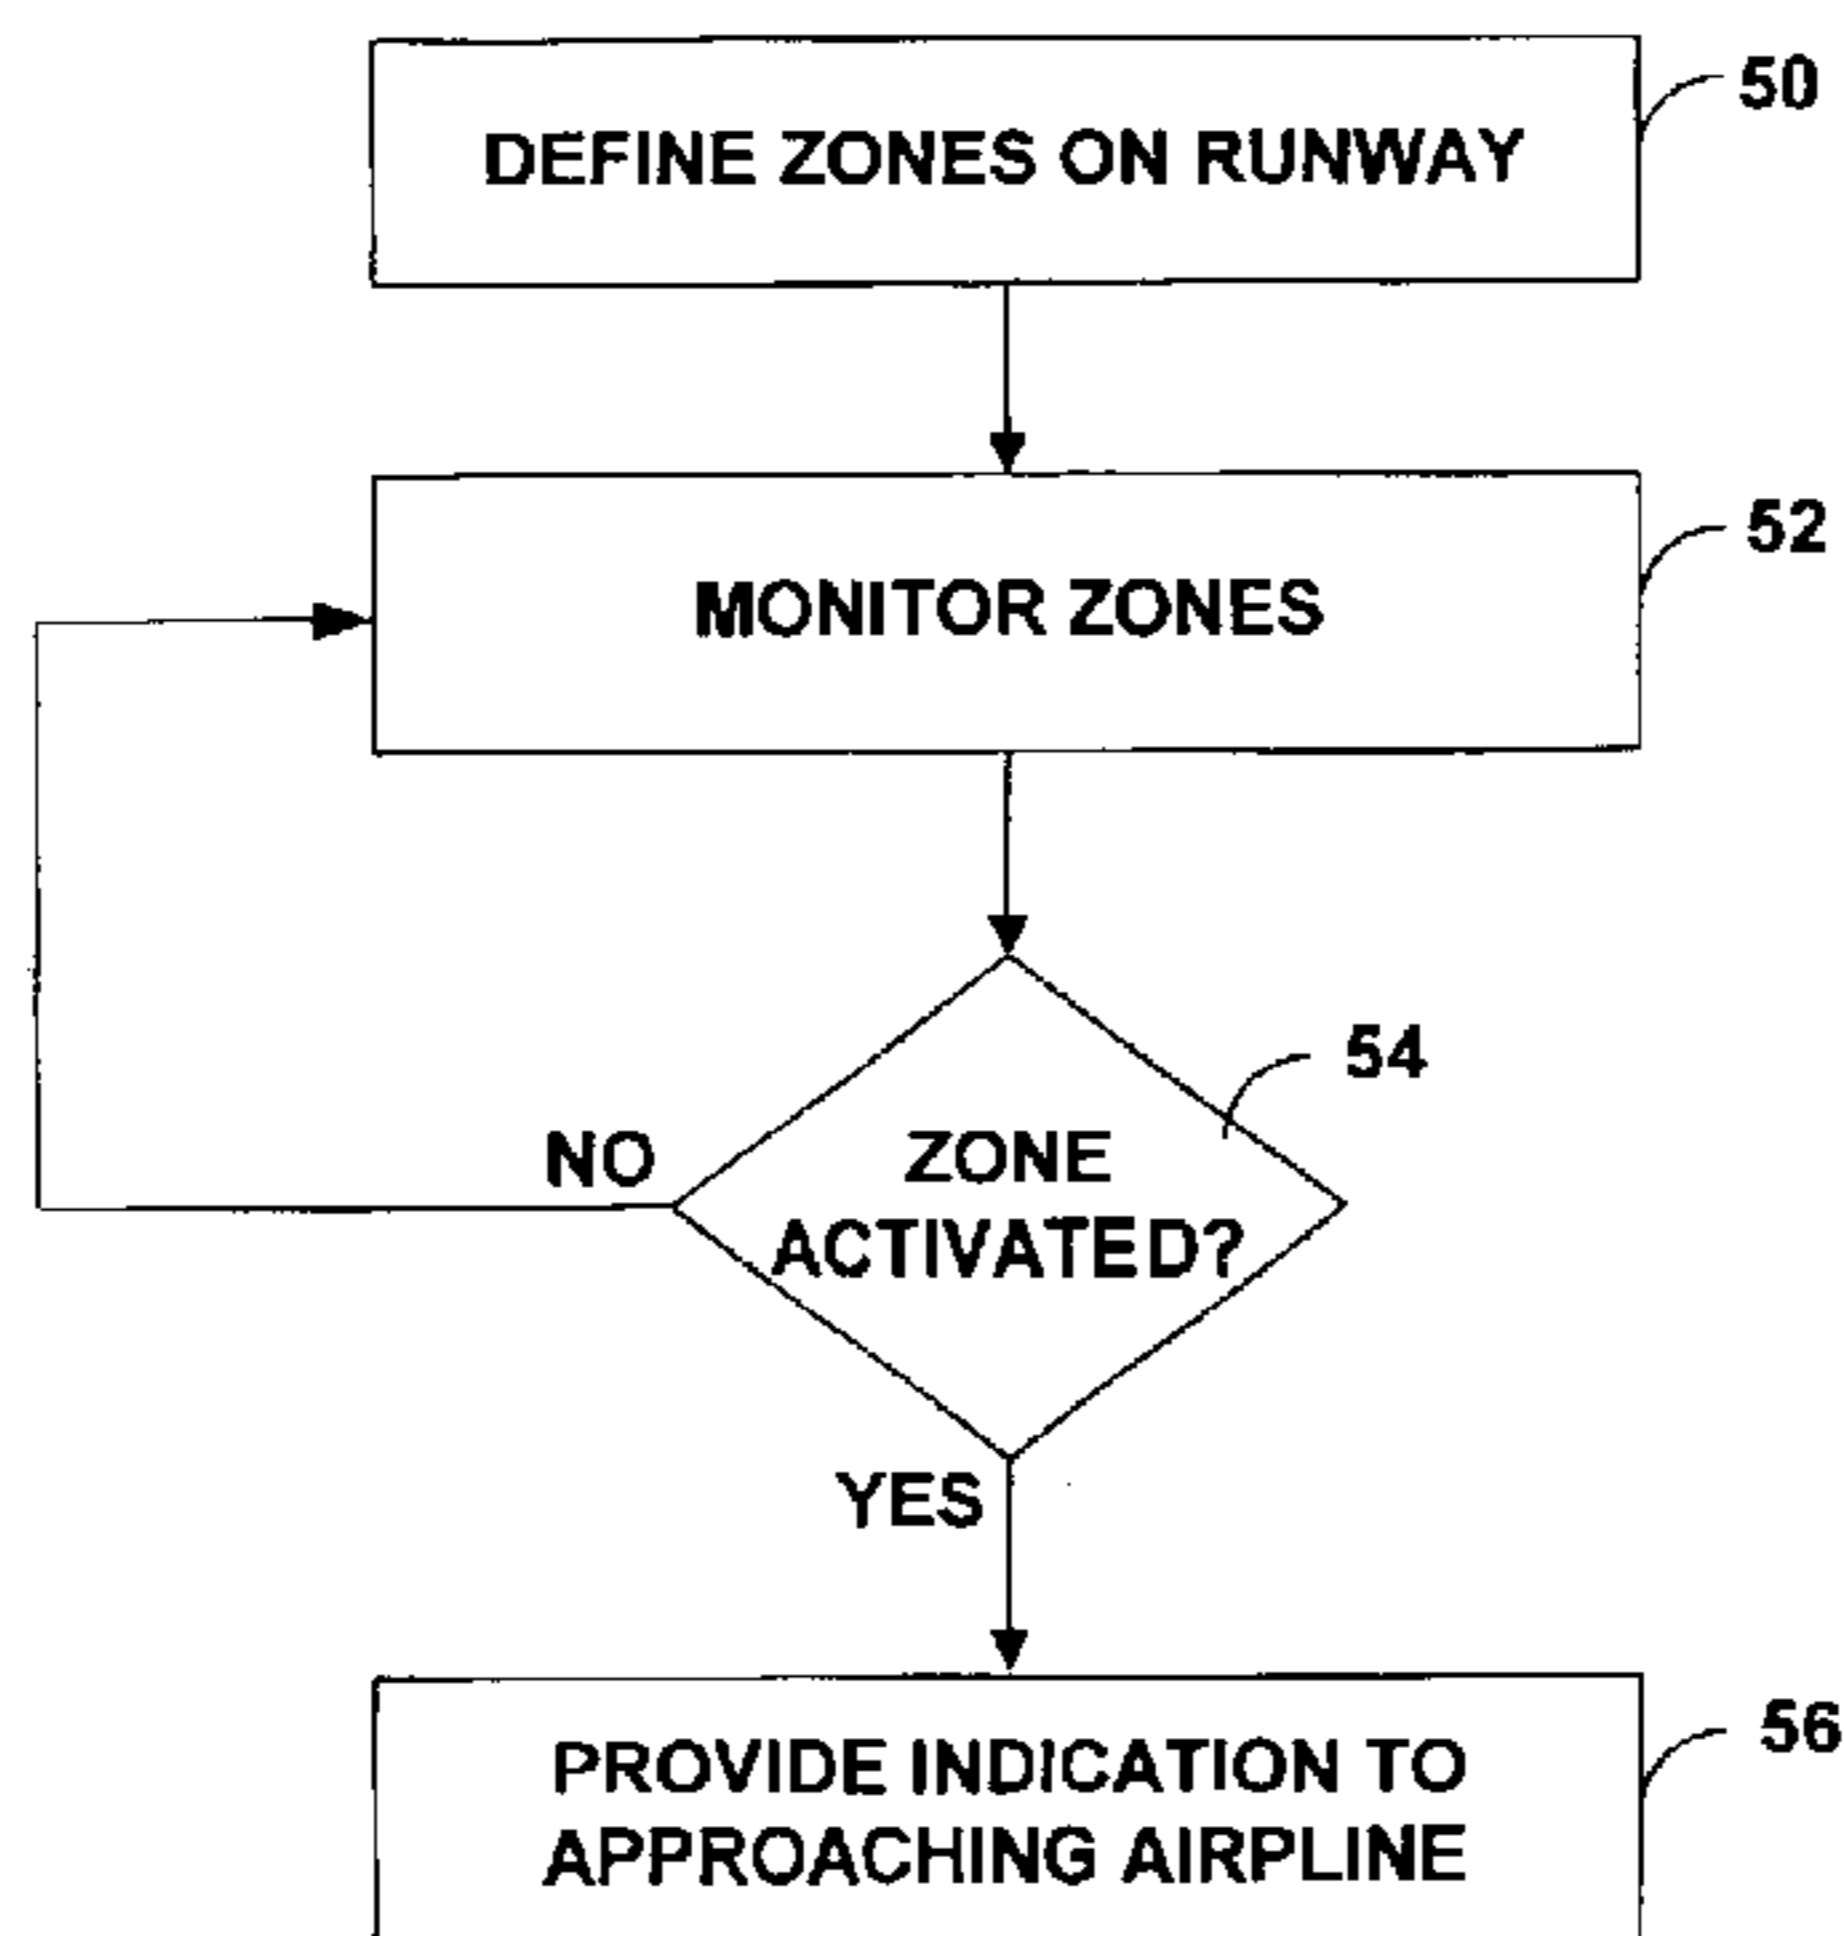 DEFINE ZONES ON RUNWAY
50
MONITOR ZONES
52
54
NO
ZONE
ACTIVATED?
YES
56
PROVIDE INDICATION TO
APPROACHING AIRPLINE